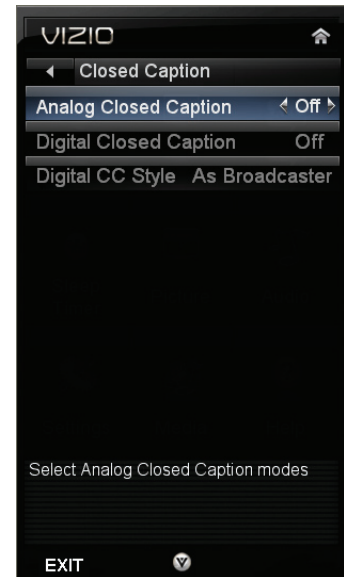 VIZIO
Closed Caption
Analog Closed Caption Off
Digital Closed Caption Off
Digital CC Style As Broadcaster
Select Analog Closed Caption modes
EXIT